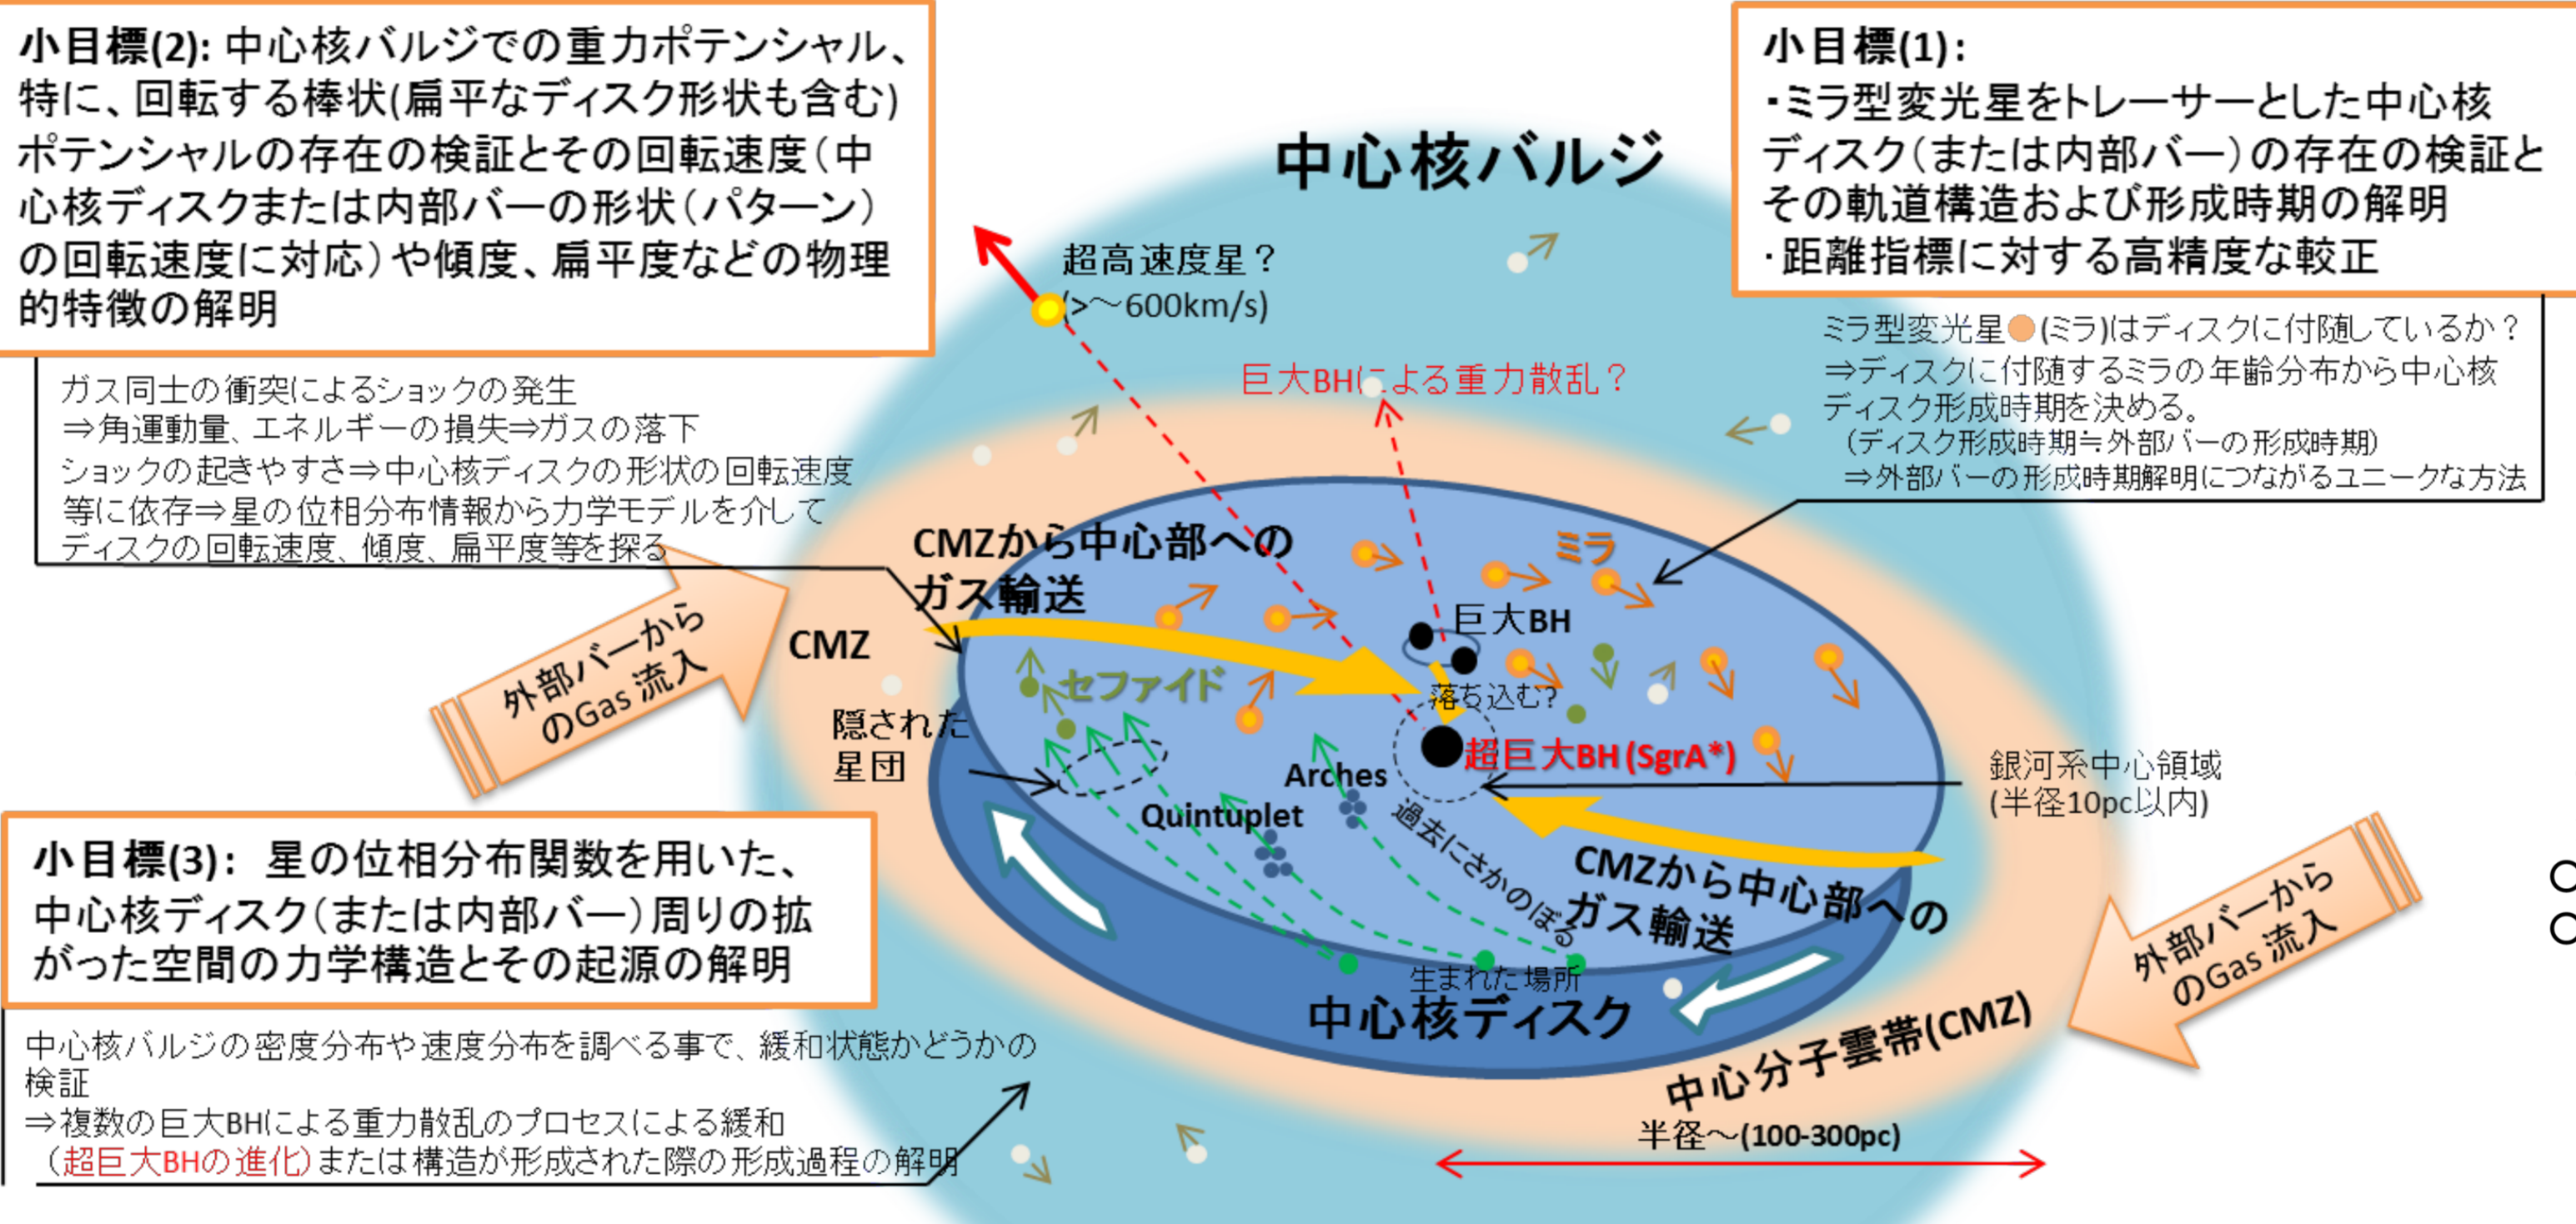 小目標(2): 中心核バルジでの重力ポテンシャル、
特に、回転する棒状(扁平なディスク形状も含む)
ポテンシャルの存在の検証とその回転速度(中
心核ディスクまたは内部バーの形状(パターン)
の回転速度に対応)や傾度、扁平度などの物理
的特徴の解明
ガス同士の衝突によるショックの発生
⇒角運動量、エネルギーの損失⇒ガスの落下
ショックの起きやすさ⇒中心核ディスクの形状の回転速度
等に依存⇒星の位相分布情報から力学モデルを介して
ディスクの回転速度、傾度、扁平度等を探る
小目標(1):
・ミラ型変光星をトレーサーとした中心核
ディスク(または内部バー)の存在の検証と
その軌道構造および形成時期の解明
・距離指標に対する高精度な較正
ミラ型変光星(ミラ)はディスクに付随しているか？
⇒ディスクに付随するミラの年齢分布から中心核
ディスク形成時期を決める。
(ディスク形成時期≒外部バーの形成時期)
⇒外部バーの形成時期解明につながるユニークな方法
中心核バルジ
超高速度星？
(>～600km/s)
巨大BHによる重力散乱？
CMZから中心部への
ガス輸送
ミラ
巨大BH
CMZ
セファイド
落ち込む?
外部バーから
のGas 流入
隠された
星団
超巨大BH(SgrA*)
Arches
Quintuplet
過去にさかのぼる
銀河系中心領域
(半径10pc以内)
CMZから中心部への
ガス輸送
外部バーから
のGas 流入
生まれた場所
中心核ディスク
中心分子雲帯(CMZ)
半径～(100-300pc)
小目標(3): 星の位相分布関数を用いた、
中心核ディスク(または内部バー)周りの拡
がった空間の力学構造とその起源の解明
中心核バルジの密度分布や速度分布を調べる事で、緩和状態かどうかの
検証
⇒複数の巨大BHによる重力散乱のプロセスによる緩和
(超巨大BHの進化)または構造が形成された際の形成過程の解明